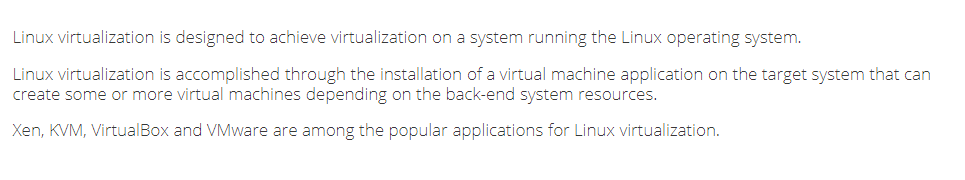 Linux virtualization is designed to achieve virtualization on a system running the Linux operating system.
Linux virtualization is accomplished through the installation of a virtual machine application on the target system that can
create some or more virtual machines depending on the back-end system resources.
Xen, KVM, VirtualBox and VMware are among the popular applications for Linux virtualization.